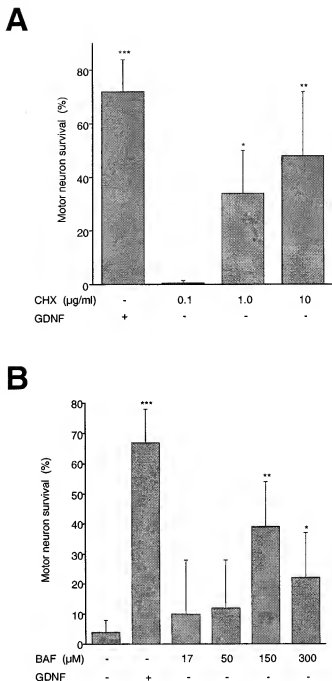 A
Motor neuron survival (%)
80
60
40
20
0
***
*
**
CHX (µg/ml) - 0.1 1.0 10
GDNF + - - -
B
Motor neuron survival (%)
80
70
60
50
40
30
20
10
0
***
**
*
BAF (µM) - - 17 50 150 300
GDNF - + - - - -